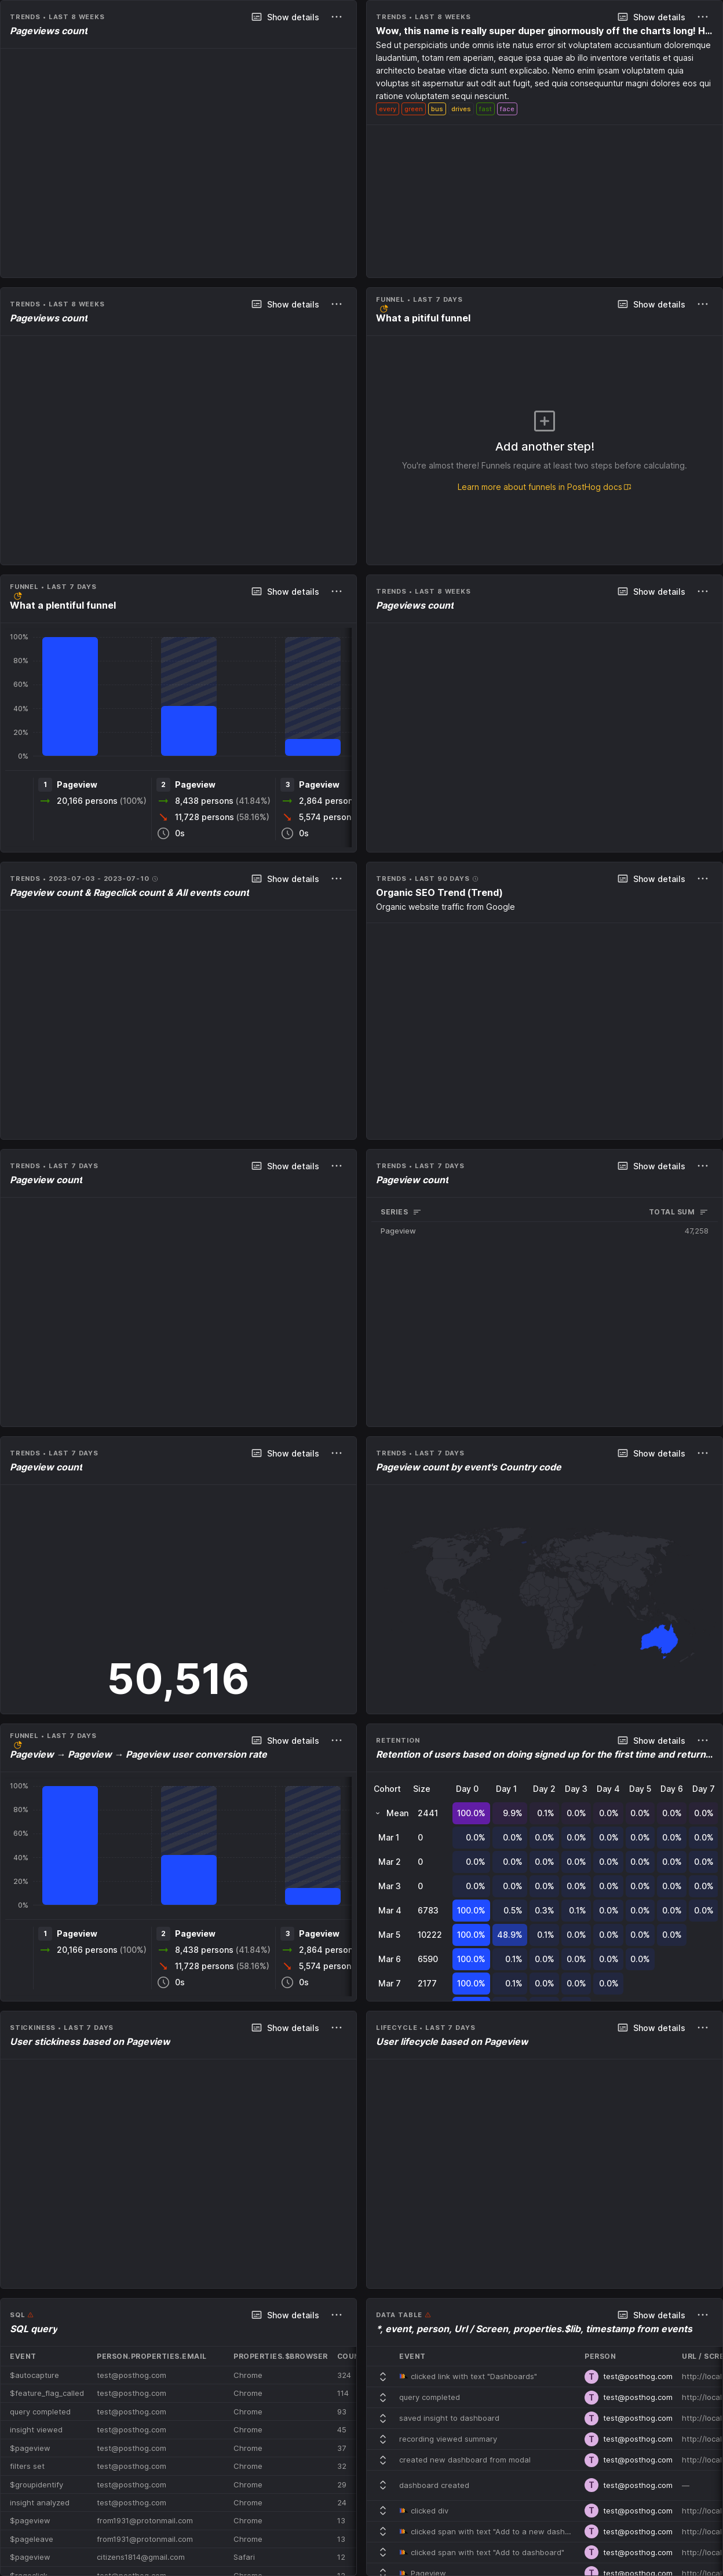 TRENDS • LAST 8 WEEKS
Show details
Pageviews count
TRENDS • LAST 8 WEEKS
Show details
Wow, this name is really super duper ginormously off the charts long! H...
Sed ut perspiciatis unde omnis iste natus error sit voluptatem accusantium doloremque
laudantium, totam rem aperiam, eaque ipsa quae ab illo inventore veritatis et quasi
architecto beatae vitae dicta sunt explicabo. Nemo enim ipsam voluptatem quia
voluptas sit aspernatur aut odit aut fugit, sed quia consequuntur magni dolores eos qui
ratione voluptatem sequi nesciunt.
every green bus drives fast face
TRENDS • LAST 8 WEEKS
Show details
Pageviews count
FUNNEL • LAST 7 DAYS
Show details
What a pitiful funnel
Add another step!
You're almost there! Funnels require at least two steps before calculating.
Learn more about funnels in PostHog docs
FUNNEL • LAST 7 DAYS
Show details
What a plentiful funnel
100%
80%
60%
40%
20%
0%
1 Pageview
20,166 persons (100%)
2 Pageview
8,438 persons (41.84%)
11,728 persons (58.16%)
0s
3 Pageview
2,864 person
5,574 person
0s
TRENDS • LAST 8 WEEKS
Show details
Pageviews count
TRENDS • 2023-07-03 - 2023-07-10
Show details
Pageview count & Rageclick count & All events count
TRENDS • LAST 90 DAYS
Show details
Organic SEO Trend (Trend)
Organic website traffic from Google
TRENDS • LAST 7 DAYS
Show details
Pageview count
TRENDS • LAST 7 DAYS
Show details
Pageview count
SERIES TOTAL SUM
Pageview 47,258
TRENDS • LAST 7 DAYS
Show details
Pageview count
50,516
TRENDS • LAST 7 DAYS
Show details
Pageview count by event's Country code
FUNNEL • LAST 7 DAYS
Show details
Pageview → Pageview → Pageview user conversion rate
100%
80%
60%
40%
20%
0%
1 Pageview
20,166 persons (100%)
2 Pageview
8,438 persons (41.84%)
11,728 persons (58.16%)
0s
3 Pageview
2,864 person
5,574 person
0s
RETENTION
Show details
Retention of users based on doing signed up for the first time and return...
Cohort Size Day 0 Day 1 Day 2 Day 3 Day 4 Day 5 Day 6 Day 7
Mean 2441 100.0% 9.9% 0.1% 0.0% 0.0% 0.0% 0.0% 0.0%
Mar 1 0 0.0% 0.0% 0.0% 0.0% 0.0% 0.0% 0.0% 0.0%
Mar 2 0 0.0% 0.0% 0.0% 0.0% 0.0% 0.0% 0.0% 0.0%
Mar 3 0 0.0% 0.0% 0.0% 0.0% 0.0% 0.0% 0.0% 0.0%
Mar 4 6783 100.0% 0.5% 0.3% 0.1% 0.0% 0.0% 0.0% 0.0%
Mar 5 10222 100.0% 48.9% 0.1% 0.0% 0.0% 0.0% 0.0%
Mar 6 6590 100.0% 0.1% 0.0% 0.0% 0.0% 0.0%
Mar 7 2177 100.0% 0.1% 0.0% 0.0% 0.0%
STICKINESS • LAST 7 DAYS
Show details
User stickiness based on Pageview
LIFECYCLE • LAST 7 DAYS
Show details
User lifecycle based on Pageview
SQL
Show details
SQL query
EVENT PERSON.PROPERTIES.EMAIL PROPERTIES.$BROWSER COU
$autocapture test@posthog.com Chrome 324
$feature_flag_called test@posthog.com Chrome 114
query completed test@posthog.com Chrome 93
insight viewed test@posthog.com Chrome 45
$pageview test@posthog.com Chrome 37
filters set test@posthog.com Chrome 32
$groupidentify test@posthog.com Chrome 29
insight analyzed test@posthog.com Chrome 24
$pageview from1931@protonmail.com Chrome 13
$pageleave from1931@protonmail.com Chrome 13
$pageview citizens1814@gmail.com Safari 12
DATA TABLE
Show details
*, event, person, Url / Screen, properties.$lib, timestamp from events
EVENT PERSON URL / SCRE
clicked link with text "Dashboards" T test@posthog.com http://local
query completed T test@posthog.com http://local
saved insight to dashboard T test@posthog.com http://local
recording viewed summary T test@posthog.com http://local
created new dashboard from modal T test@posthog.com http://local
dashboard created T test@posthog.com —
clicked div T test@posthog.com http://local
clicked span with text "Add to a new dash... T test@posthog.com http://local
clicked span with text "Add to dashboard" T test@posthog.com http://local
Pageview T test@posthog.com http://local